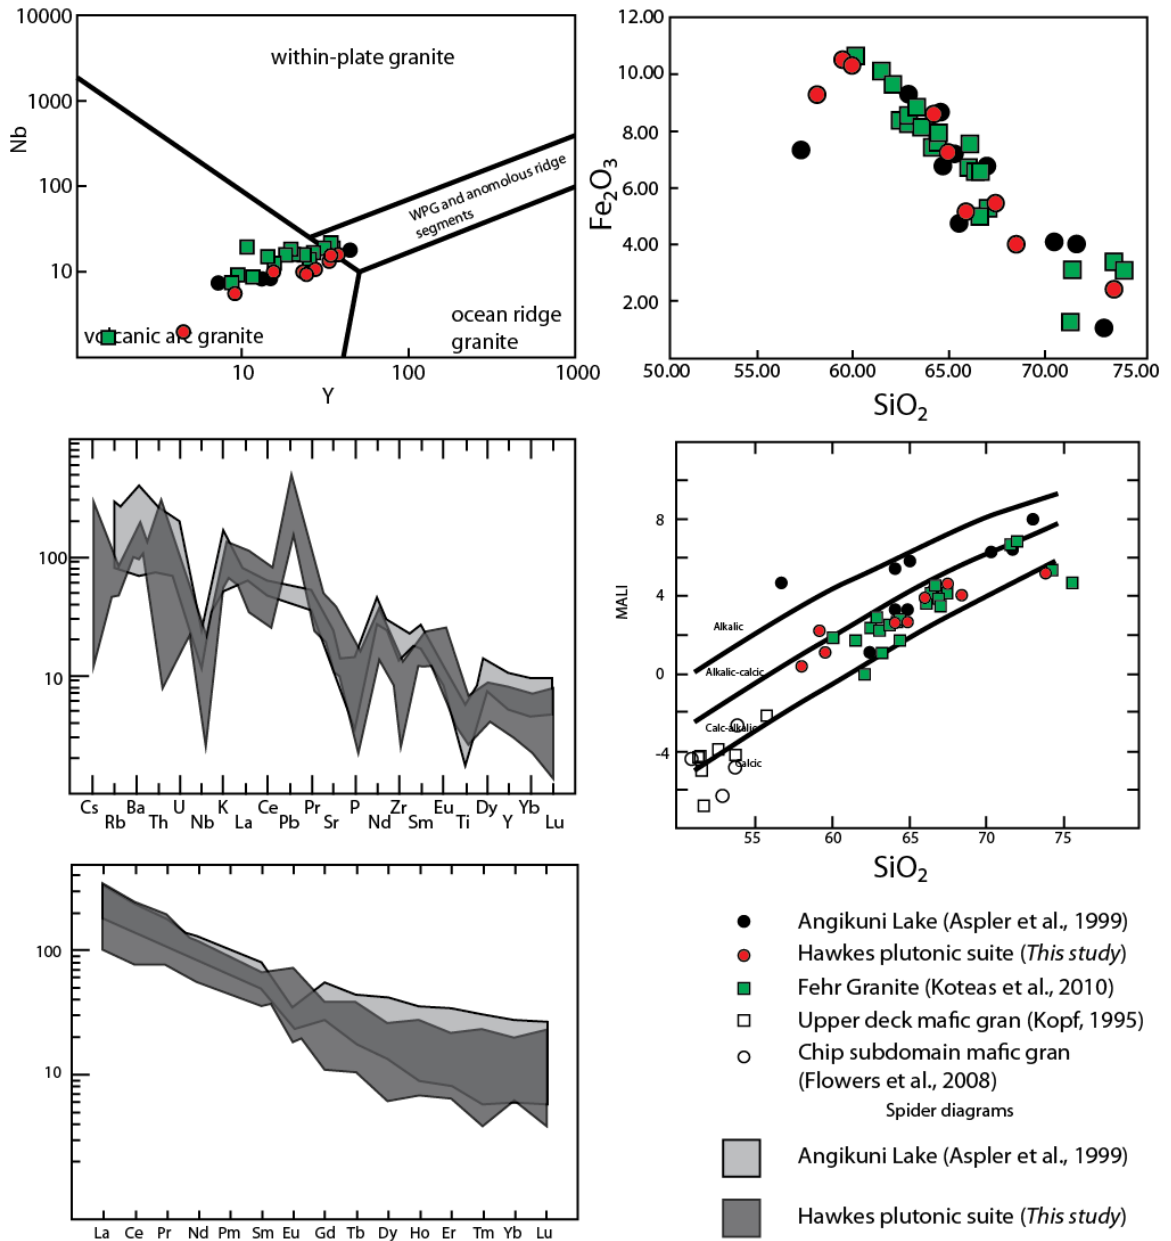 10000
1000
100
10
Nb
within-plate granite
WPG and anomolous ridge
segments
volcanic arc granite
ocean ridge
granite
10
100
1000
Y
12.00
10.00
8.00
6.00
4.00
2.00
Fe2O3
50.00
55.00
60.00
65.00
70.00
75.00
SiO2
100
10
Cs
Rb
Ba
Th
U
Nb
K
La
Ce
Pb
Pr
Sr
P
Nd
Zr
Sm
Eu
Ti
Dy
Y
Yb
Lu
8
4
0
-4
MALI
Alkalic
Alkalic-calcic
Calc-alkalic
Calcic
55
60
65
70
75
SiO2
100
10
La
Ce
Pr
Nd
Pm
Sm
Eu
Gd
Tb
Dy
Ho
Er
Tm
Yb
Lu
Angikuni Lake (Aspler et al., 1999)
Hawkes plutonic suite (This study)
Fehr Granite (Koteas et al., 2010)
Upper deck mafic gran (Kopf, 1995)
Chip subdomain mafic gran
(Flowers et al., 2008)
Spider diagrams
Angikuni Lake (Aspler et al., 1999)
Hawkes plutonic suite (This study)